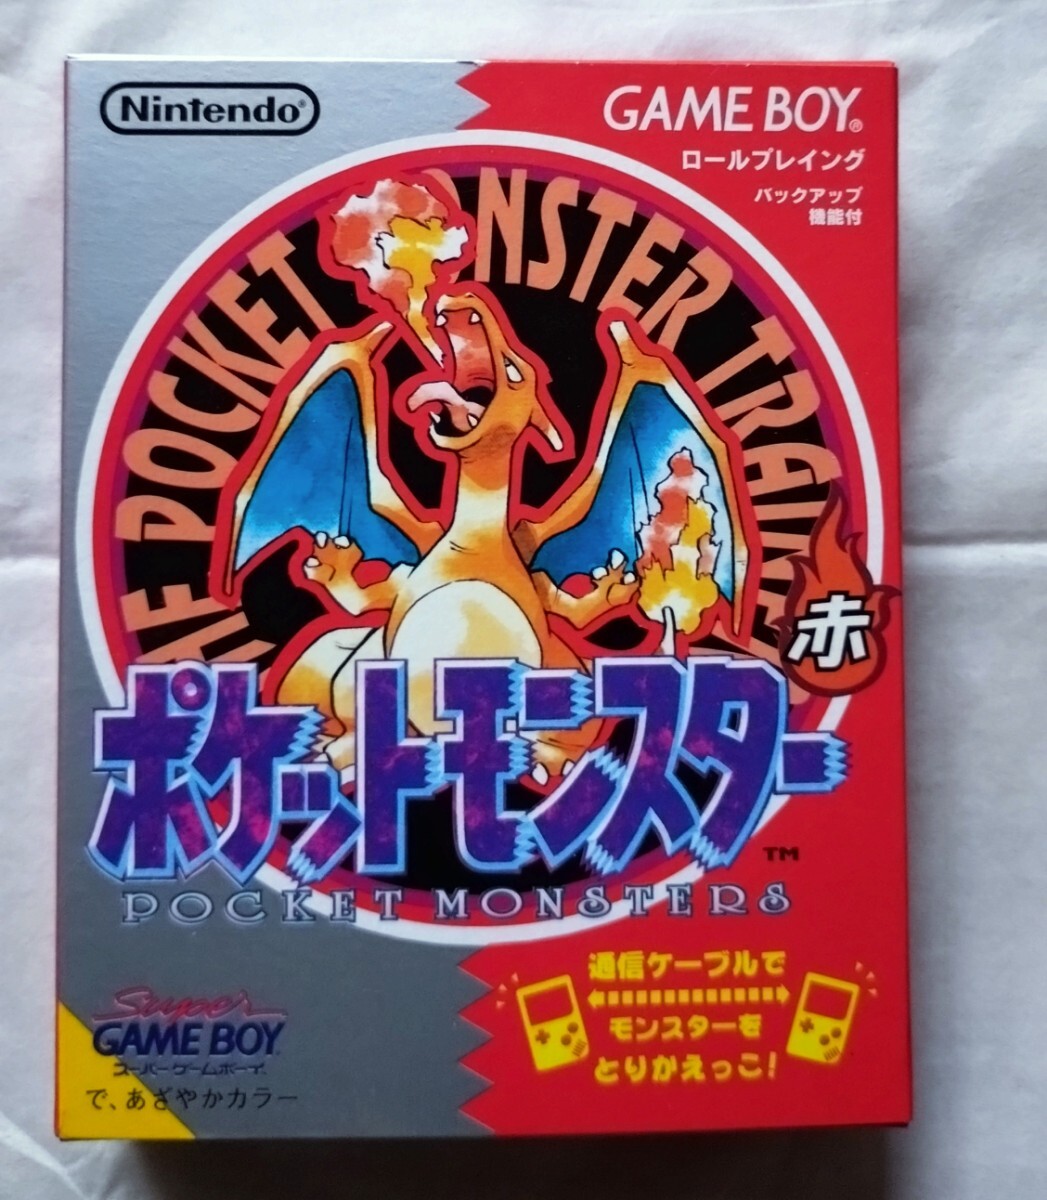 Nintendo®
GAME BOY®
ロールプレイング
バックアップ
機能付
THE POCKET MONSTER TRAINER
赤
ポケットモンスター
TM
POCKET MONSTERS
通信ケーブルで
モンスターを
とりかえっこ!
Super
GAME BOY
スーパーゲームボーイ
で、あざやかカラー